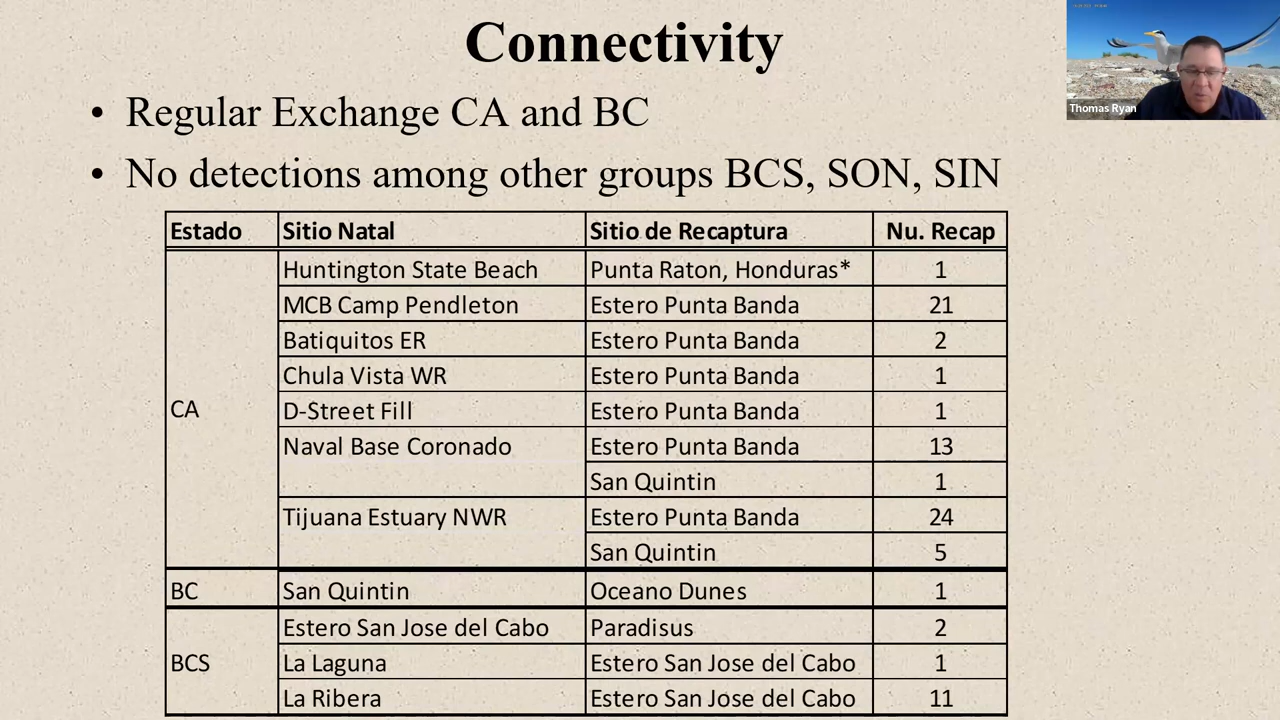 Connectivity
Thomas Ryan
• Regular Exchange CA and BC
• No detections among other groups BCS, SON, SIN
Estado Sitio Natal Sitio de Recaptura Nu. Recap
CA Huntington State Beach Punta Raton, Honduras* 1
MCB Camp Pendleton Estero Punta Banda 21
Batiquitos ER Estero Punta Banda 2
Chula Vista WR Estero Punta Banda 1
D-Street Fill Estero Punta Banda 1
Naval Base Coronado Estero Punta Banda 13
San Quintin 1
Tijuana Estuary NWR Estero Punta Banda 24
San Quintin 5
BC San Quintin Oceano Dunes 1
BCS Estero San Jose del Cabo Paradisus 2
La Laguna Estero San Jose del Cabo 1
La Ribera Estero San Jose del Cabo 11